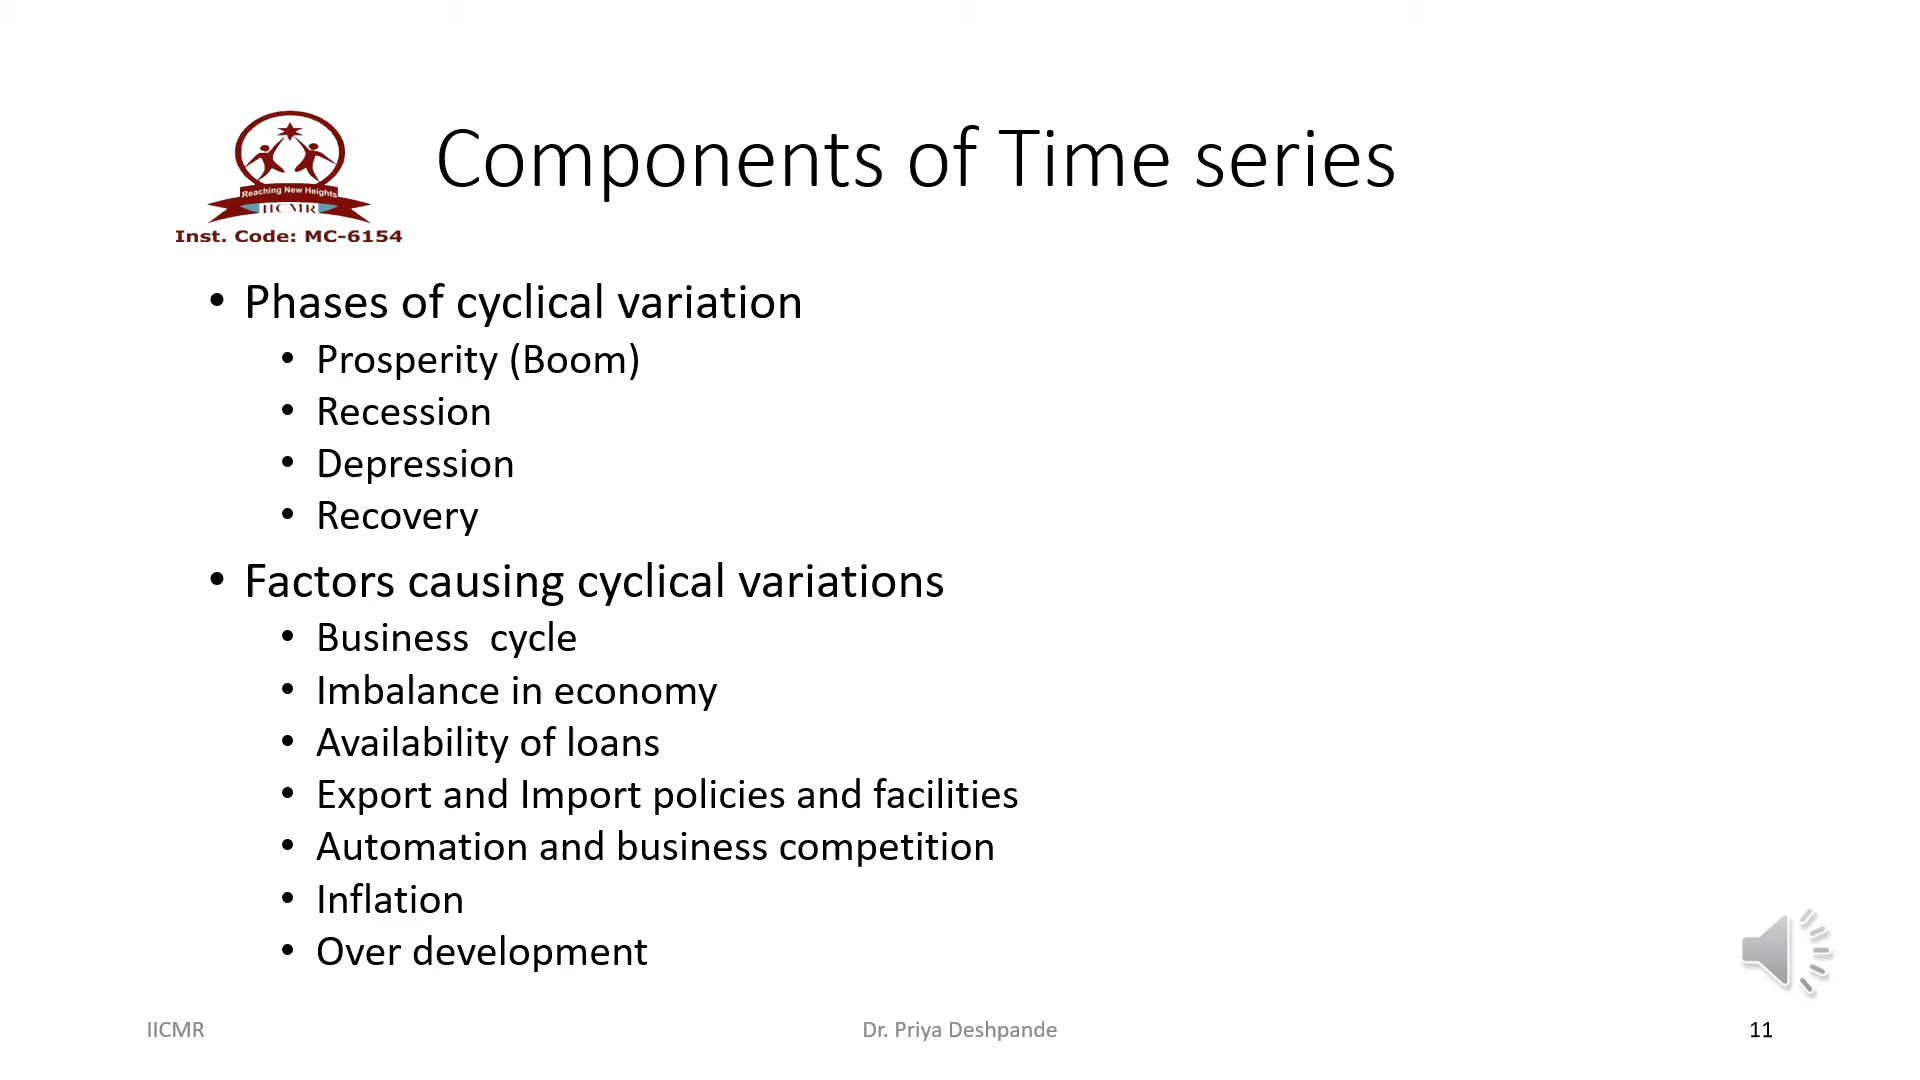 Reaching New Heights
IICMR
Inst. Code: MC-6154
Components of Time series
• Phases of cyclical variation
• Prosperity (Boom)
• Recession
• Depression
• Recovery
• Factors causing cyclical variations
• Business  cycle
• Imbalance in economy
• Availability of loans
• Export and Import policies and facilities
• Automation and business competition
• Inflation
• Over development
IICMR
Dr. Priya Deshpande
11